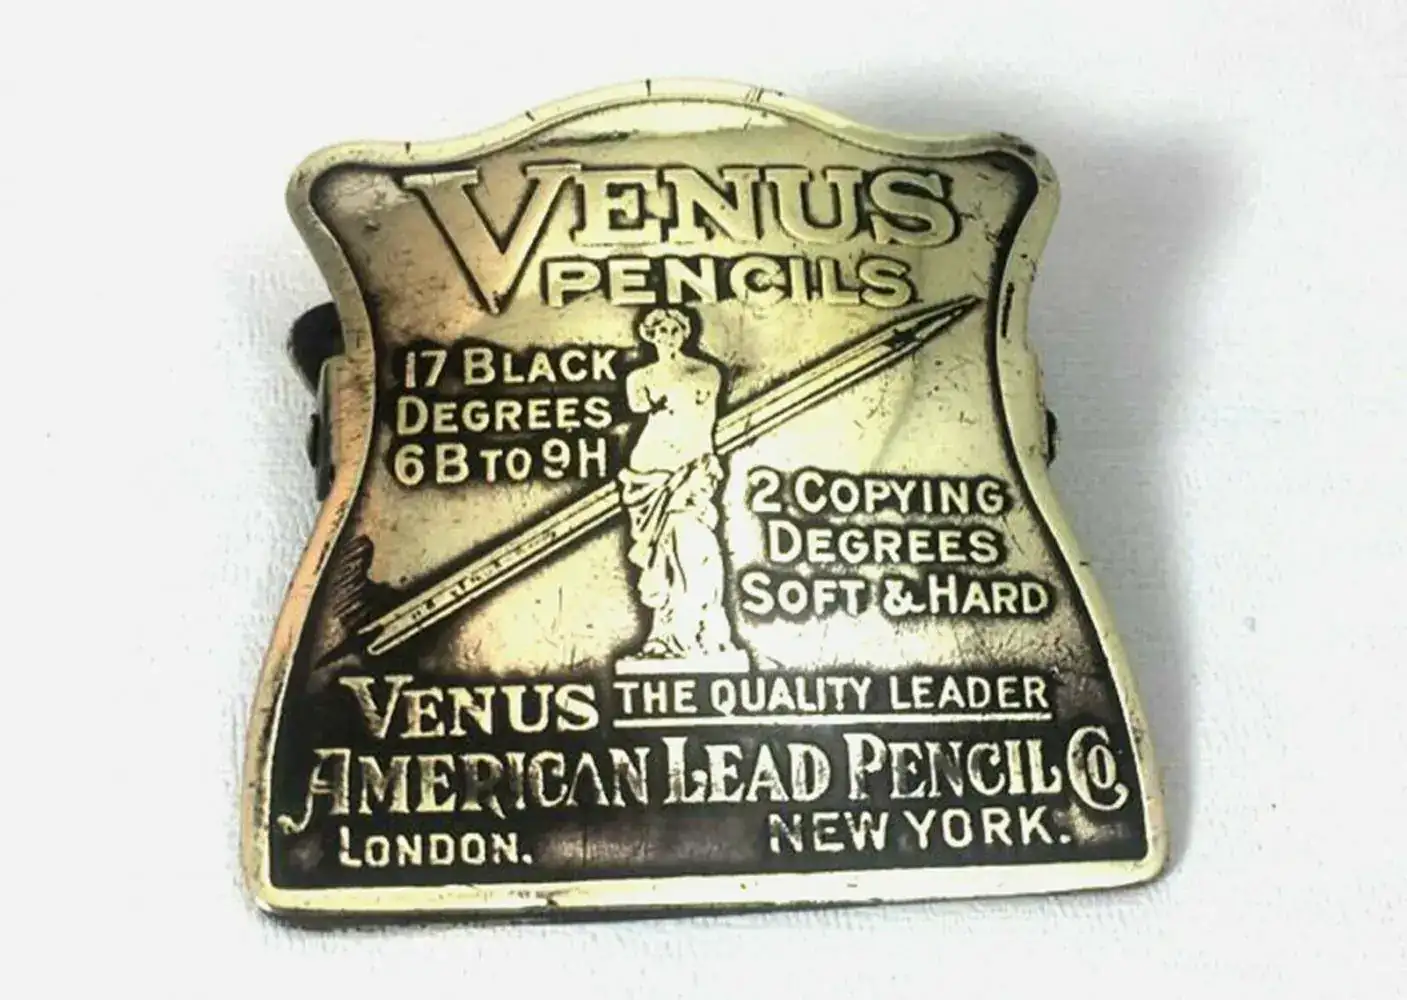 VENUS
PENCILS
17 BLACK
DEGREES
6B TO 9H
2 COPYING
DEGREES
SOFT & HARD
VENUS THE QUALITY LEADER
AMERICAN LEAD PENCIL CO.
LONDON. NEW YORK.